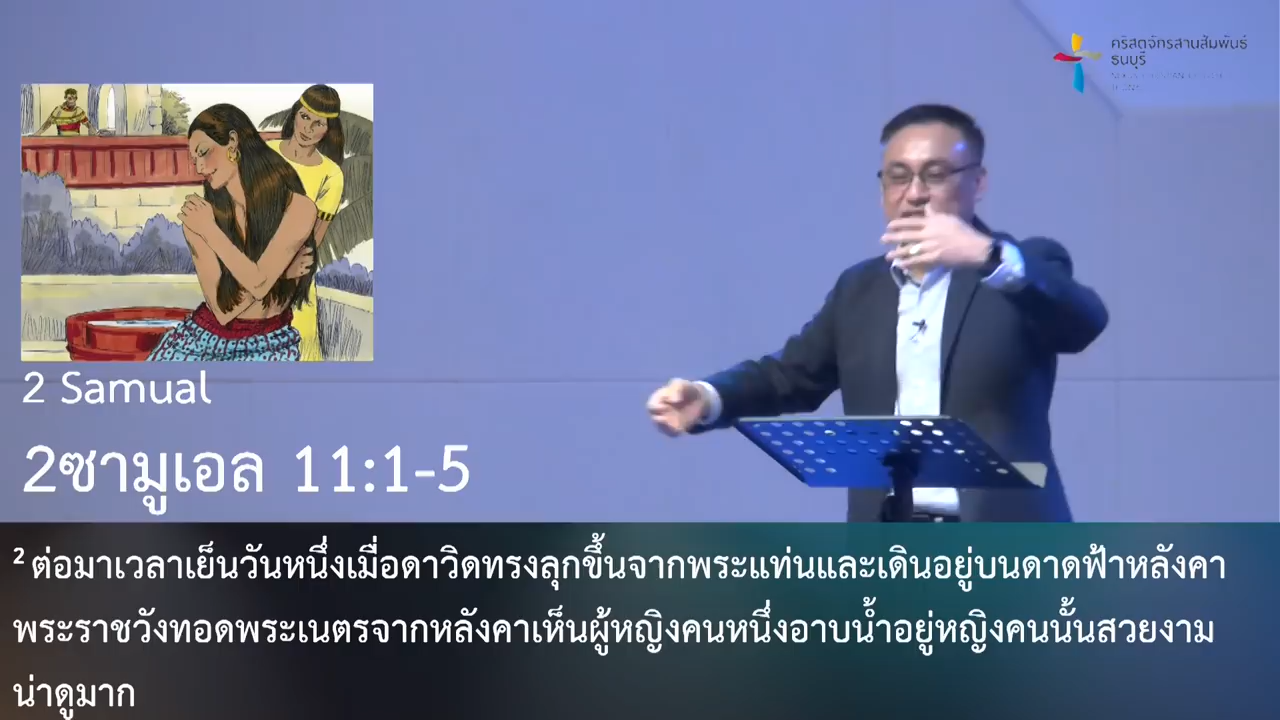 คริสตจักรสานสัมพันธ์
ธนบุรี
2 Samual
2ซามูเอล 11:1-5
2 ต่อมาเวลาเย็นวันหนึ่งเมื่อดาวิดทรงลุกขึ้นจากพระแท่นและเดินอยู่บนดาดฟ้าหลังคา
พระราชวังทอดพระเนตรจากหลังคาเห็นผู้หญิงคนหนึ่งอาบน้ำอยู่หญิงคนนั้นสวยงาม
น่าดูมาก